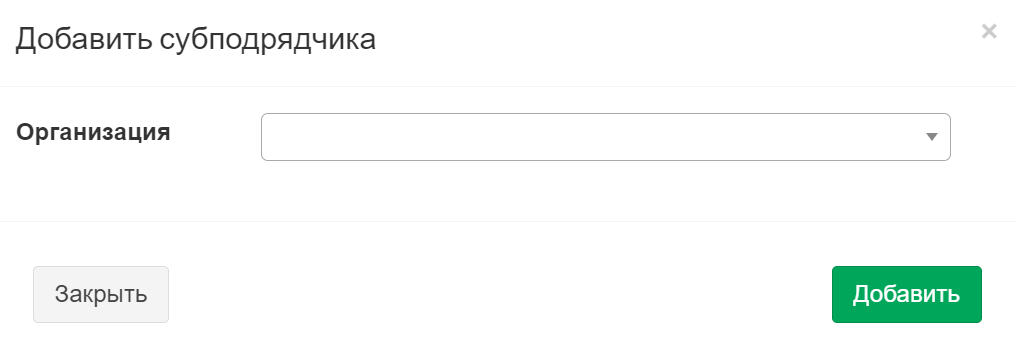 Добавить субподрядчика
×
Организация
Закрыть
Добавить